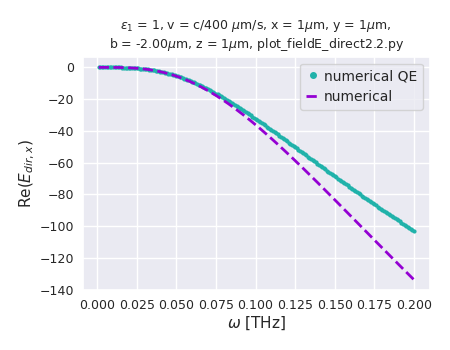 ε₁ = 1, v = c/400 μm/s, x = 1μm, y = 1μm,
b = -2.00μm, z = 1μm, plot_fieldE_direct2.2.py
numerical QE
numerical
Re(E_{dir,x})
0
−20
−40
−60
−80
−100
−120
−140
0.000 0.025 0.050 0.075 0.100 0.125 0.150 0.175 0.200
ω [THz]